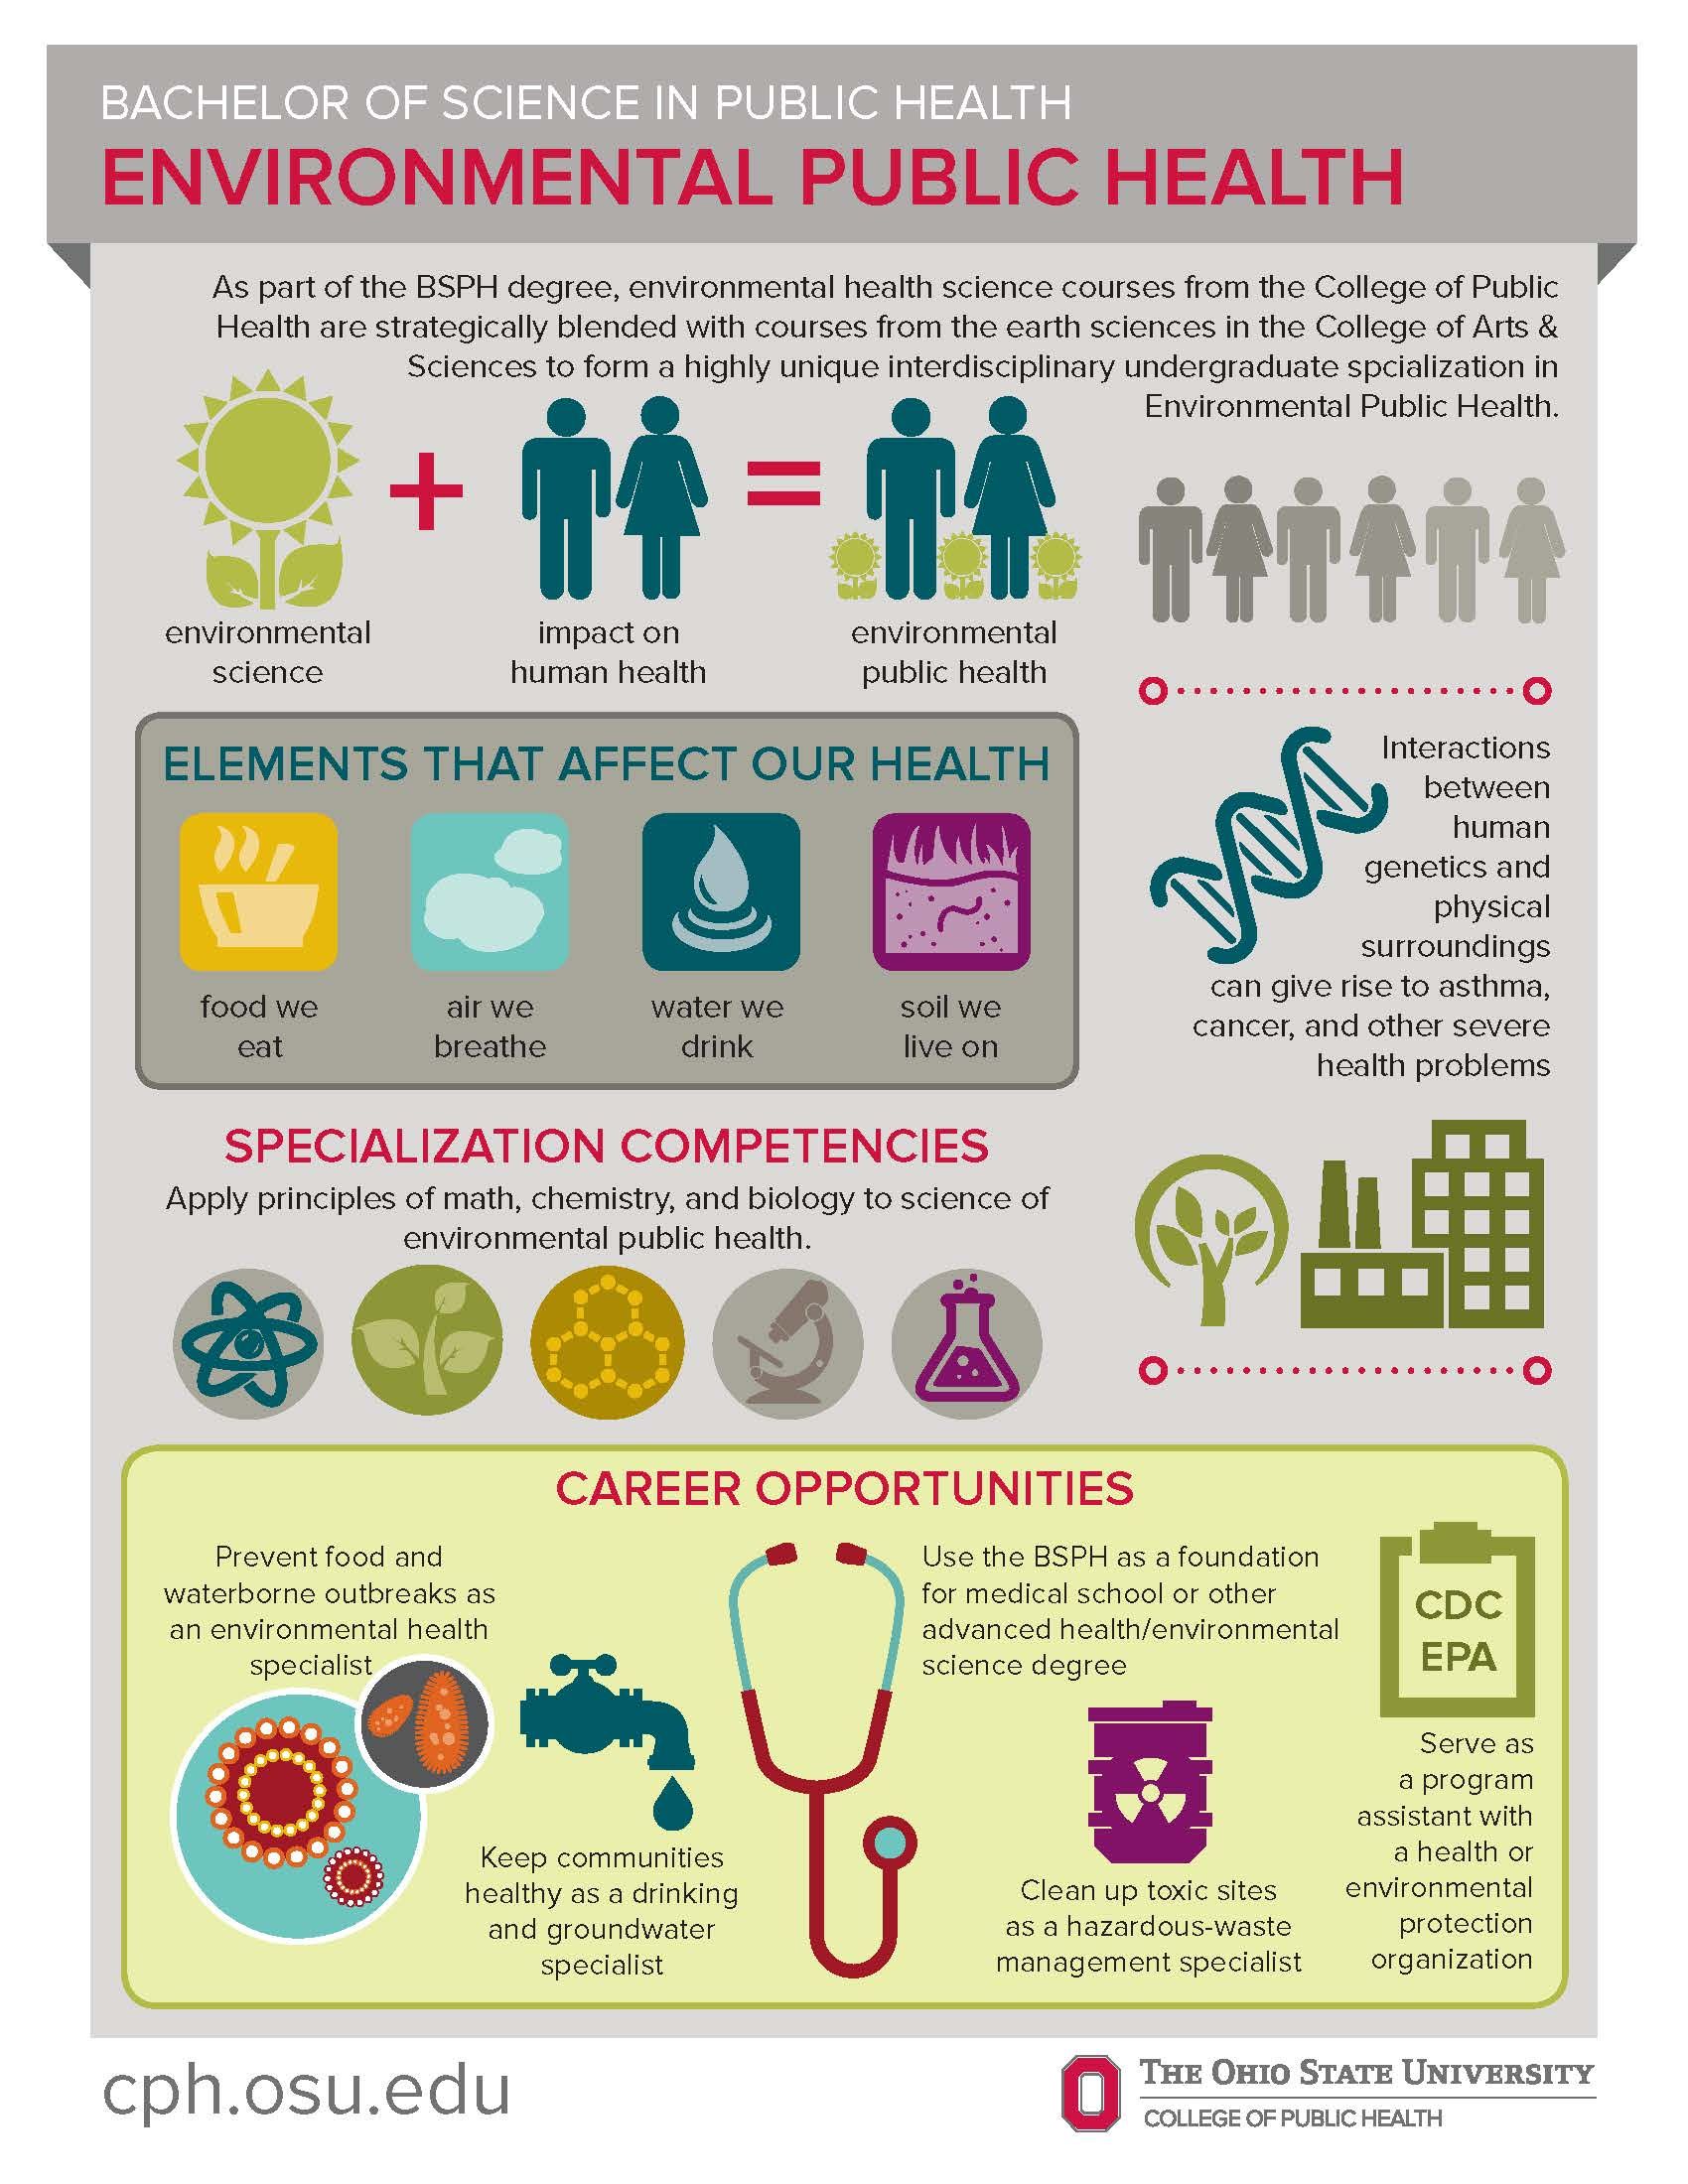 BACHELOR OF SCIENCE IN PUBLIC HEALTH
ENVIRONMENTAL PUBLIC HEALTH
As part of the BSPH degree, environmental health science courses from the College of Public
Health are strategically blended with courses from the earth sciences in the College of Arts &
Sciences to form a highly unique interdisciplinary undergraduate spcialization in
Environmental Public Health.
environmental
science
+
impact on
human health
=
environmental
public health
ELEMENTS THAT AFFECT OUR HEALTH
food we
eat
air we
breathe
water we
drink
soil we
live on
Interactions
between
human
genetics and
physical
surroundings
can give rise to asthma,
cancer, and other severe
health problems
SPECIALIZATION COMPETENCIES
Apply principles of math, chemistry, and biology to science of
environmental public health.
CAREER OPPORTUNITIES
Prevent food and
waterborne outbreaks as
an environmental health
specialist
Keep communities
healthy as a drinking
and groundwater
specialist
Use the BSPH as a foundation
for medical school or other
advanced health/environmental
science degree
Clean up toxic sites
as a hazardous-waste
management specialist
CDC
EPA
Serve as
a program
assistant with
a health or
environmental
protection
organization
cph.osu.edu
THE OHIO STATE UNIVERSITY
COLLEGE OF PUBLIC HEALTH